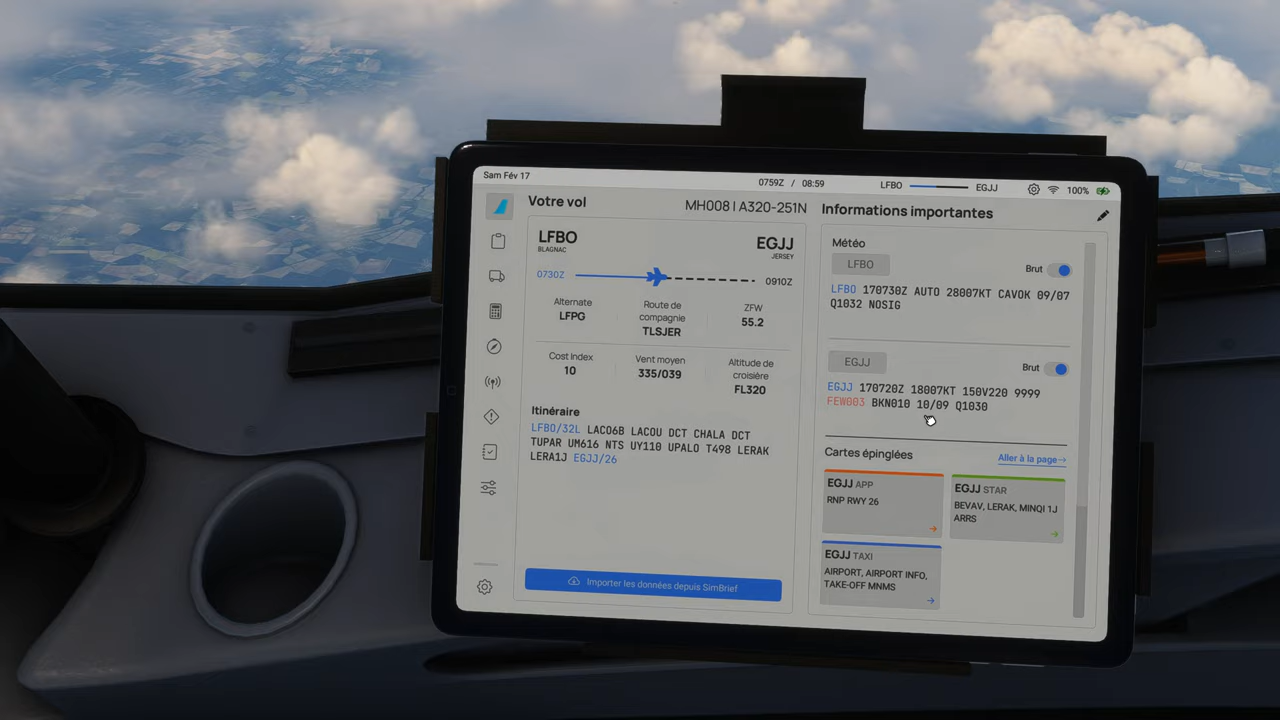 Sam Fév 17
0759Z / 08:59
LFBO
EGJJ
100%
Votre vol
MH008 | A320-251N
LFBO
BLAGNAC
EGJJ
JERSEY
0730Z
0910Z
Alternate
LFPG
Route de
compagnie
TLSJER
ZFW
55.2
Cost Index
10
Vent moyen
335/039
Altitude de
croisière
FL320
Itinéraire
LFBO/32L LACO6B LACOU DCT CHALA DCT
TUPAR UM616 NTS UY110 UPALO T498 LERAK
LERA1J EGJJ/26
Importer les données depuis SimBrief
Informations importantes
Météo
LFBO
Brut
LFBO 170730Z AUTO 28007KT CAVOK 09/07
Q1032 NOSIG
EGJJ
Brut
EGJJ 170720Z 18007KT 150V220 9999
FEW003 BKN010 10/09 Q1030
Cartes épinglées
Aller à la page→
EGJJ APP
RNP RWY 26
EGJJ STAR
BEVAV, LERAK, MINQI 1J
ARRS
EGJJ TAXI
AIRPORT, AIRPORT INFO,
TAKE-OFF MNMS